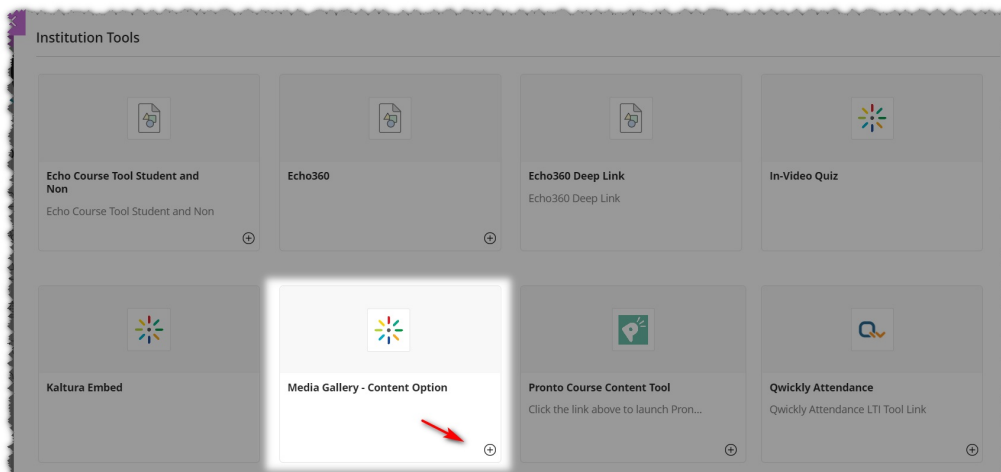 Institution Tools
Echo Course Tool Student and
Non
Echo Course Tool Student and Non
Echo360
Echo360 Deep Link
Echo360 Deep Link
In-Video Quiz
Kaltura Embed
Media Gallery - Content Option
Pronto Course Content Tool
Click the link above to launch Pron...
Qwickly Attendance
Qwickly Attendance LTI Tool Link